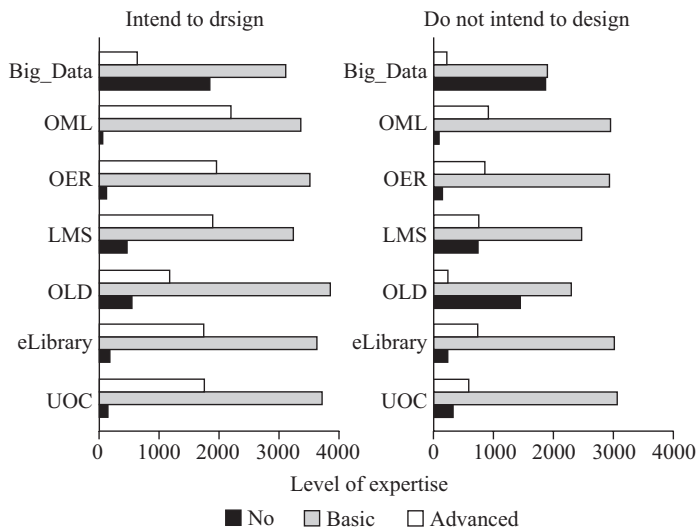 Intend to drsign
Do not intend to design
Big_Data
OML
OER
LMS
OLD
eLibrary
UOC
0 1000 2000 3000 4000
Big_Data
OML
OER
LMS
OLD
eLibrary
UOC
0 1000 2000 3000 4000
Level of expertise
No Basic Advanced